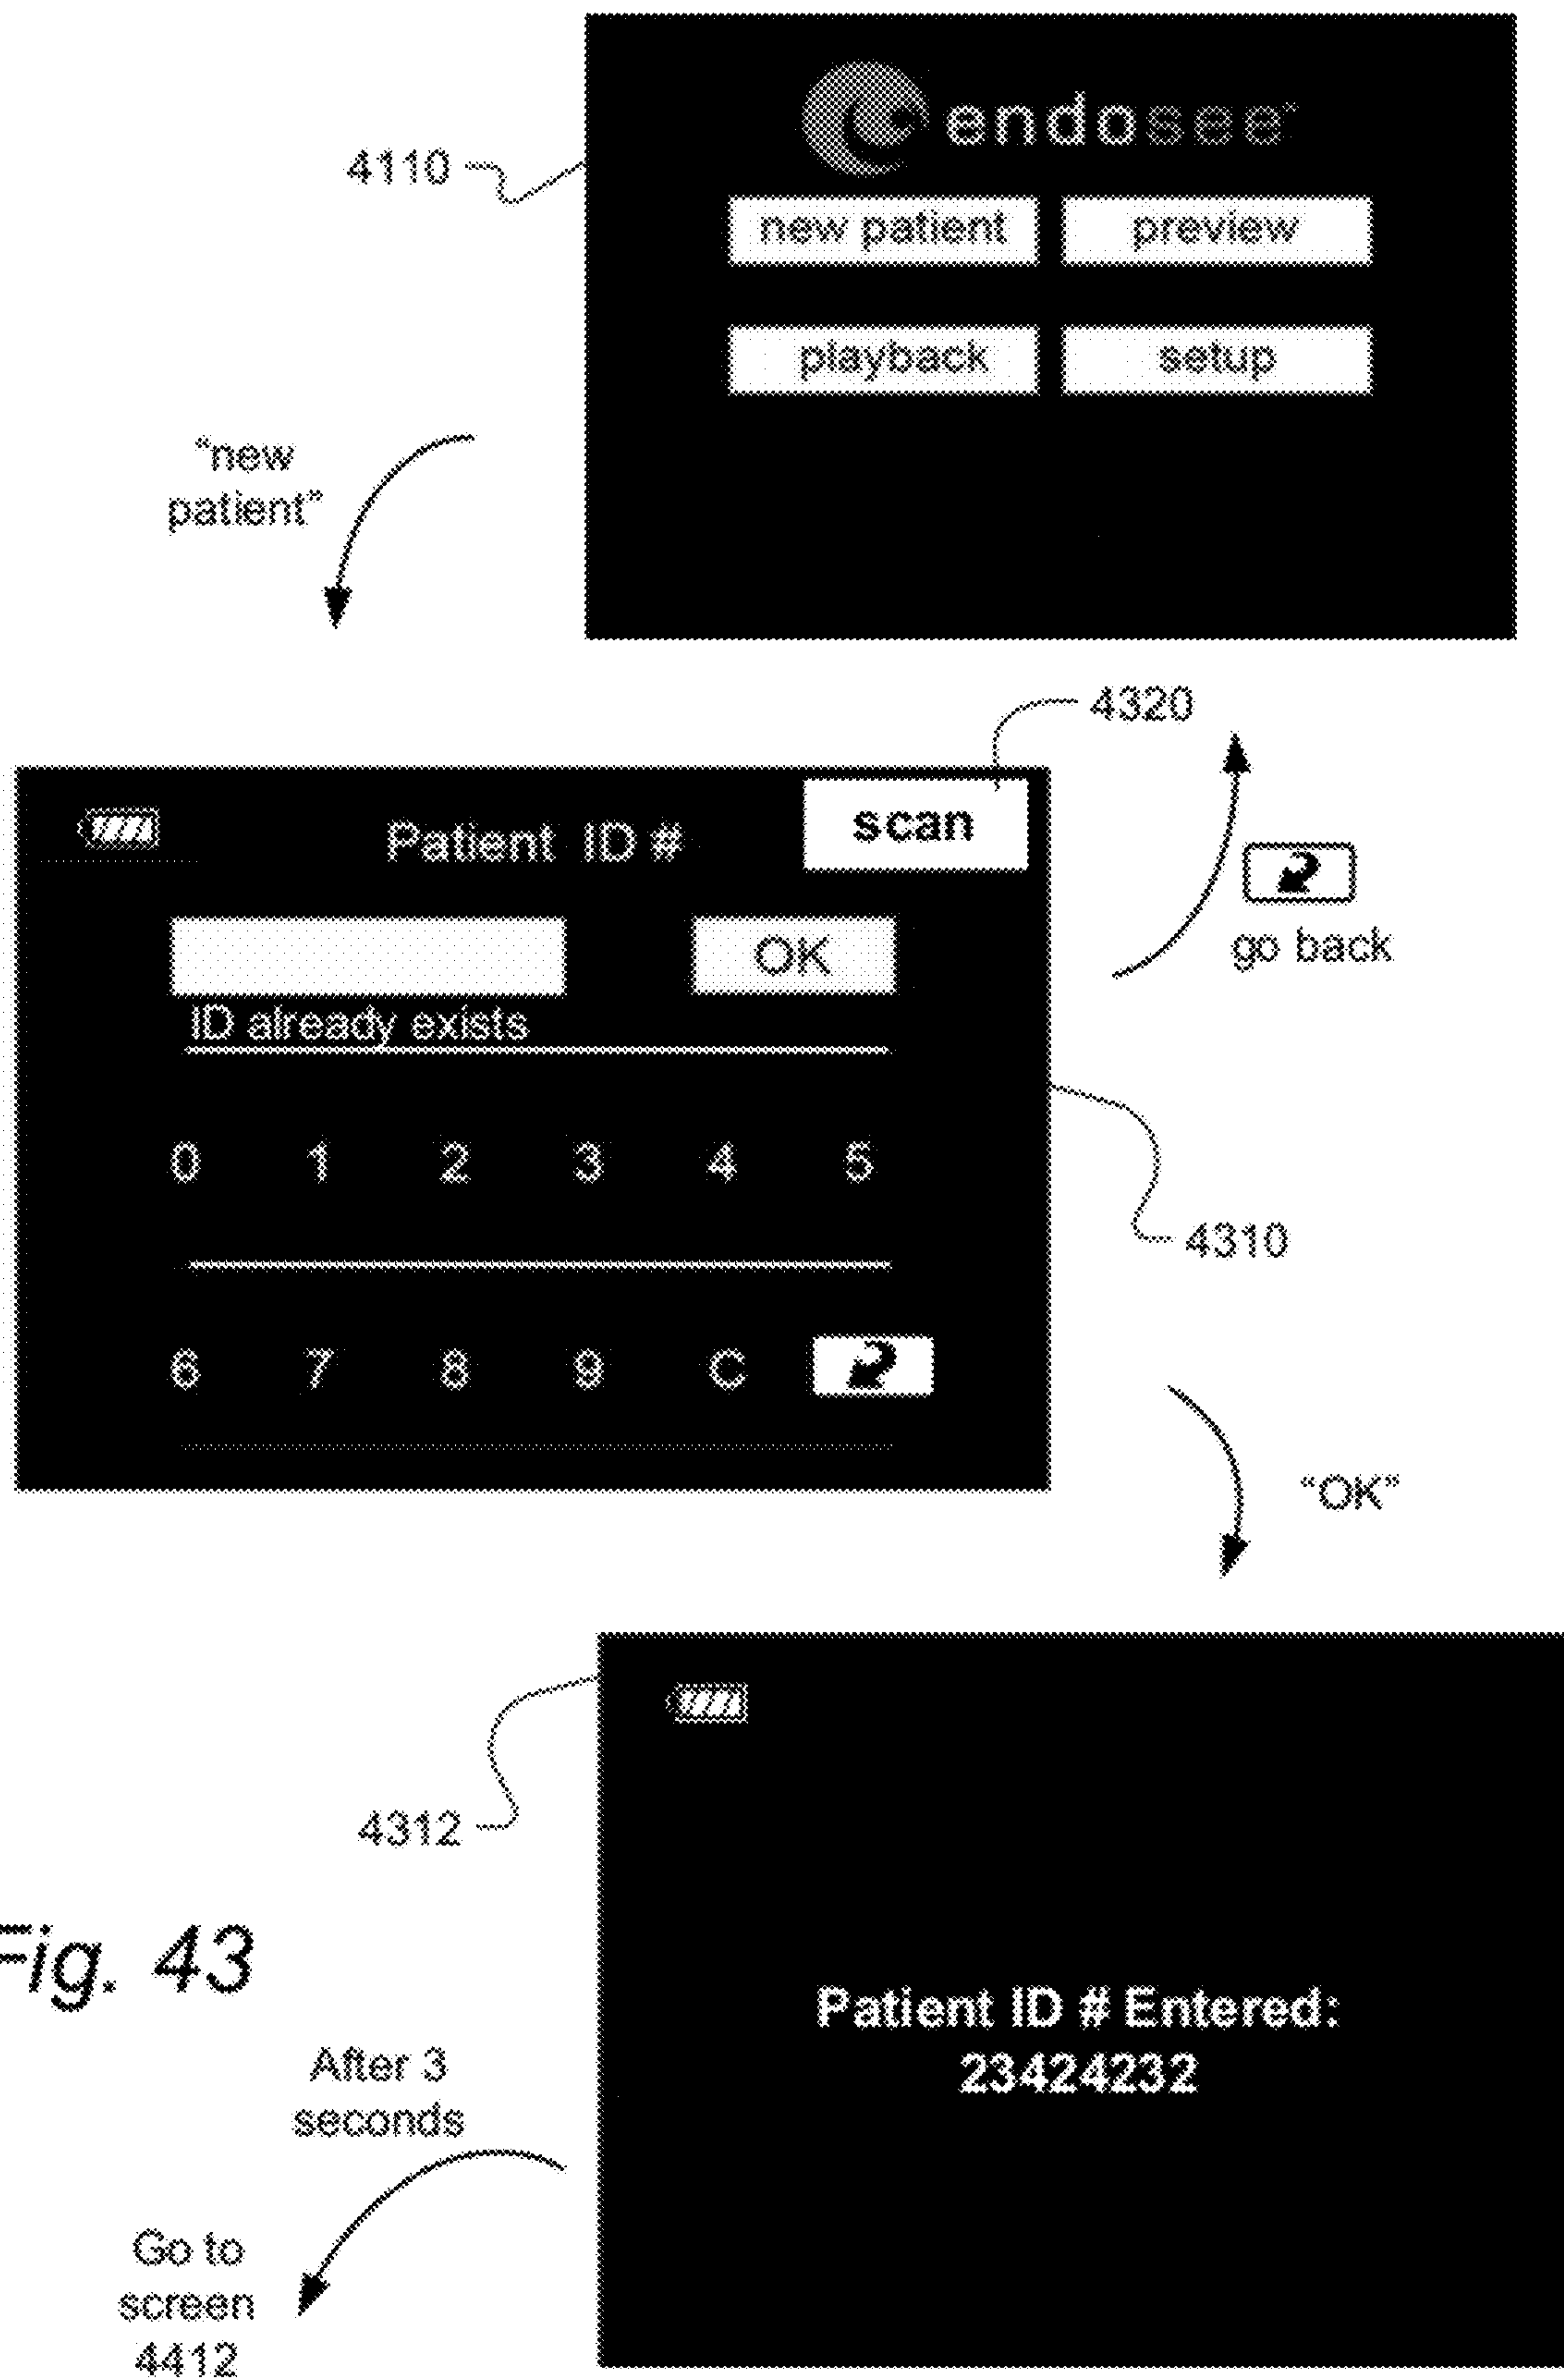 endosee
4110
new patient preview
playback setup
"new
patient"
4320
Patient ID #
scan
go back
OK
ID already exists
0 1 2 3 4 5
4310
6 7 8 9 C
"OK"
4312
Fig. 43
Patient ID # Entered:
23424232
After 3
seconds
Go to
screen
4412